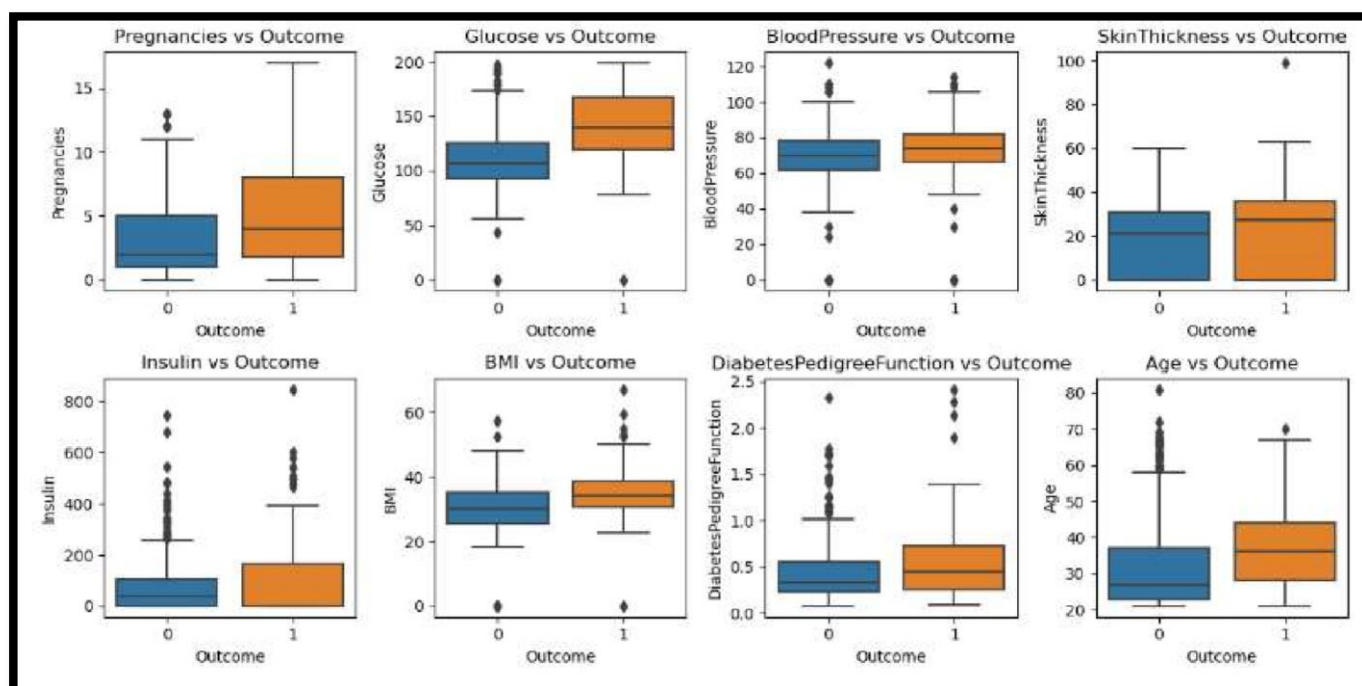 Pregnancies vs Outcome
Glucose vs Outcome
BloodPressure vs Outcome
SkinThickness vs Outcome
15
10
5
0
Pregnancies
0
1
Outcome
200
150
100
50
0
Glucose
0
1
Outcome
120
100
80
60
40
20
0
BloodPressure
0
1
Outcome
100
80
60
40
20
0
SkinThickness
0
1
Outcome
Insulin vs Outcome
BMI vs Outcome
DiabetesPedigreeFunction vs Outcome
Age vs Outcome
800
600
400
200
0
Insulin
0
1
Outcome
60
40
20
0
BMI
0
1
Outcome
2.5
2.0
1.5
1.0
0.5
0.0
DiabetesPedigreeFunction
0
1
Outcome
80
70
60
50
40
30
20
Age
0
1
Outcome